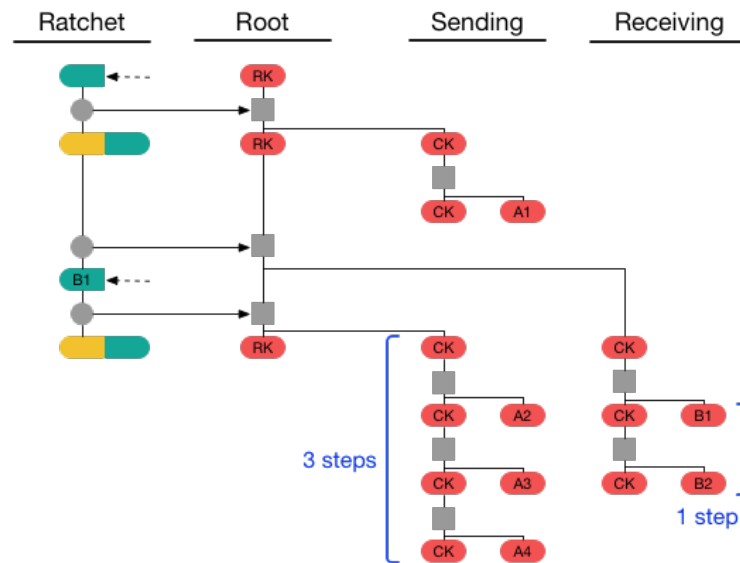 Ratchet Root Sending Receiving
RK
RK CK
CK A1
B1
RK CK CK
CK A2 CK B1
3 steps
CK A3 CK B2
1 step
CK A4